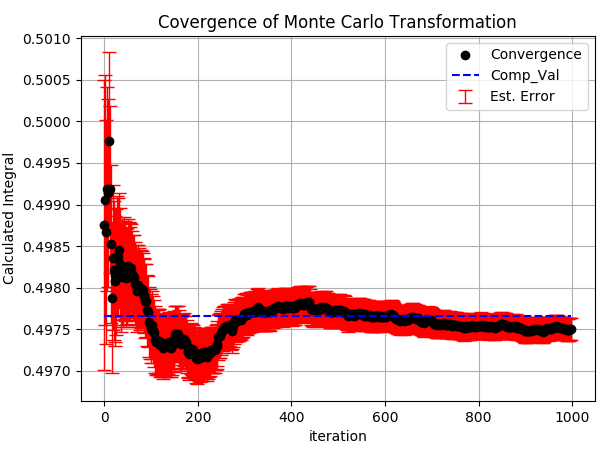 Covergence of Monte Carlo Transformation
Calculated Integral
0.5010
0.5005
0.5000
0.4995
0.4990
0.4985
0.4980
0.4975
0.4970
Convergence
Comp_Val
Est. Error
0 200 400 600 800 1000
iteration